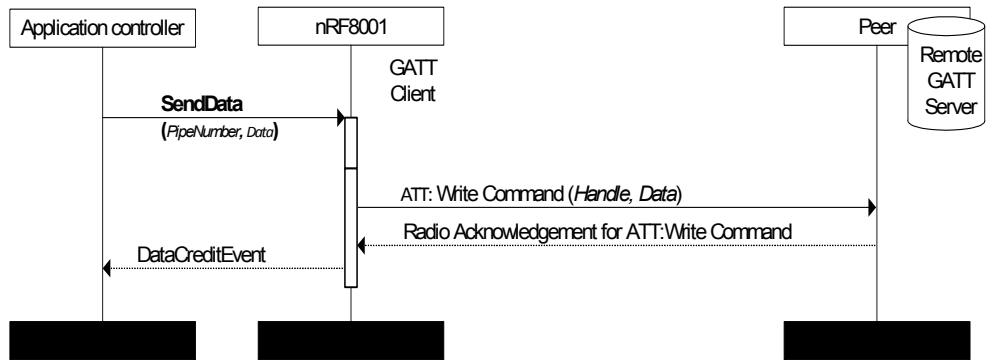 Application controller
nRF8001
Peer
Remote
GATT
Server
GATT
Client
SendData
(PipeNumber, Data)
ATT: Write Command (Handle, Data)
Radio Acknowledgement for ATT:Write Command
DataCreditEvent